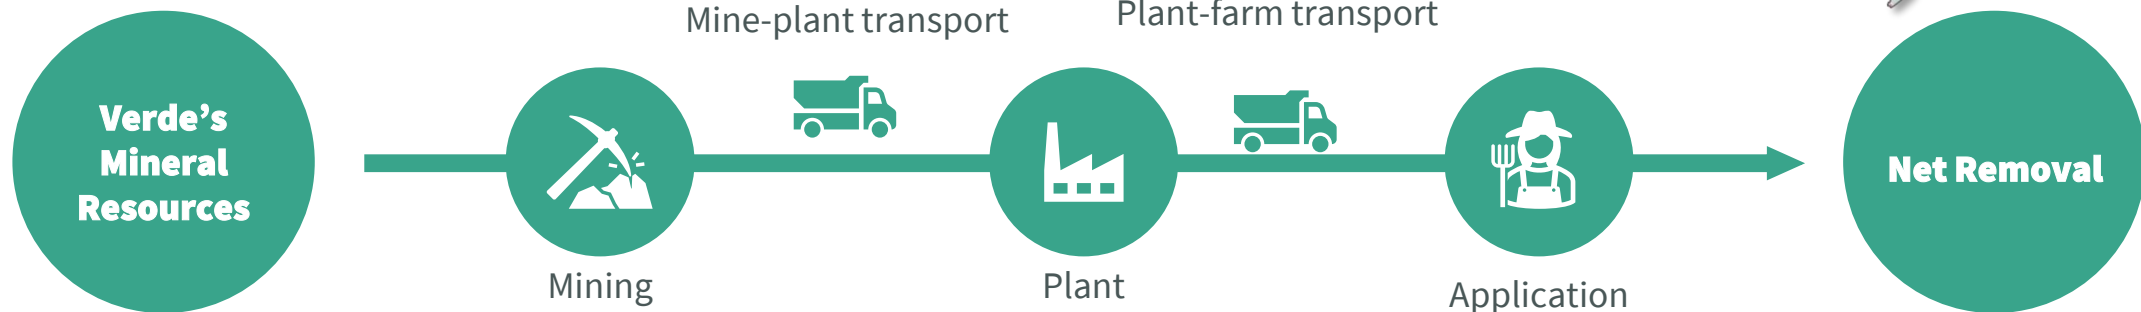 Verde’s
Mineral
Resources
Mining
Mine-plant transport
Plant
Plant-farm transport
Application
Net Removal